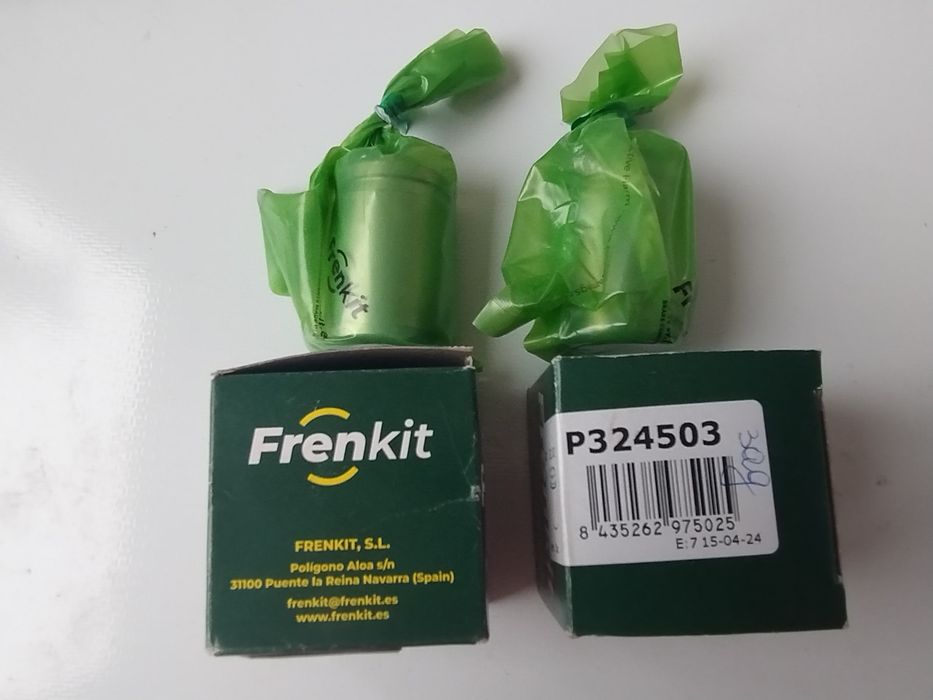 Frenkit
Frenkit
FRENKIT, S.L.
Polígono Aloa s/n
31100 Puente la Reina Navarra (Spain)
frenkit@frenkit.es
www.frenkit.es
P324503
8 435262 975025
E:7 15-04-24